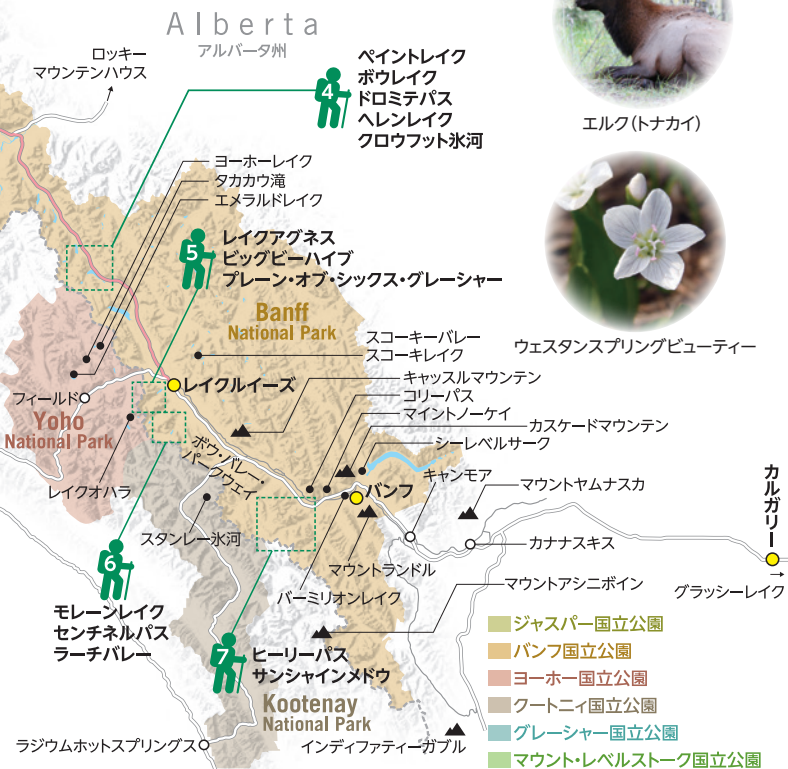 Alberta
アルバータ州
ロッキー
マウンテンハウス
4
ペイントレイク
ボウレイク
ドロミテパス
ヘレンレイク
クロウフット氷河
エルク(トナカイ)
ヨーホーレイク
タカカウ滝
エメラルドレイク
5
レイクアグネス
ビッグビーハイブ
プレーン・オブ・シックス・グレーシャー
Banff
National Park
ウェスタンスプリングビューティー
スコーキーバレー
スコーキレイク
レイクルイーズ
キャッスルマウンテン
コリーパス
マイントノーケイ
カスケードマウンテン
シーレベルサーク
フィールド
Yoho
National Park
ボウ・バレー・
パークウェイ
バンフ
キャンモア
マウントヤムナスカ
カルガリー
レイクオハラ
スタンレー氷河
マウントランドル
カナナスキス
バーミリオンレイク
マウントアシニボイン
グラッシーレイク
6
モレーンレイク
センチネルパス
ラーチバレー
7
ヒーリーパス
サンシャインメドウ
Kootenay
National Park
ラジウムホットスプリングス
インディファティーガブル
ジャスパー国立公園
バンフ国立公園
ヨーホー国立公園
クートニィ国立公園
グレーシャー国立公園
マウント・レベルストーク国立公園